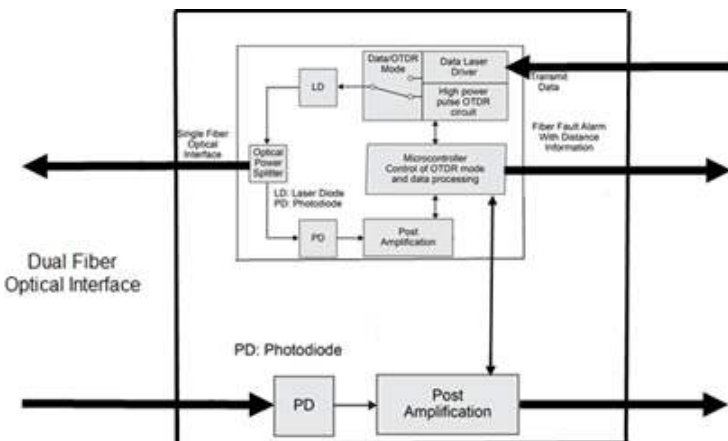 Data/OTDR
Mode
Data Laser
Driver
High power
pulse OTDR
circuit
LD
Transmit
Data
Single Fiber
Optical
Interface
Optical
Power
Splitter
Fiber Fault Alarm
With Distance
Information
Microcontroller
Control of OTDR mode
and data processing
LD: Laser Diode
PD: Photodiode
PD
Post
Amplification
Dual Fiber
Optical Interface
PD: Photodiode
PD
Post
Amplification